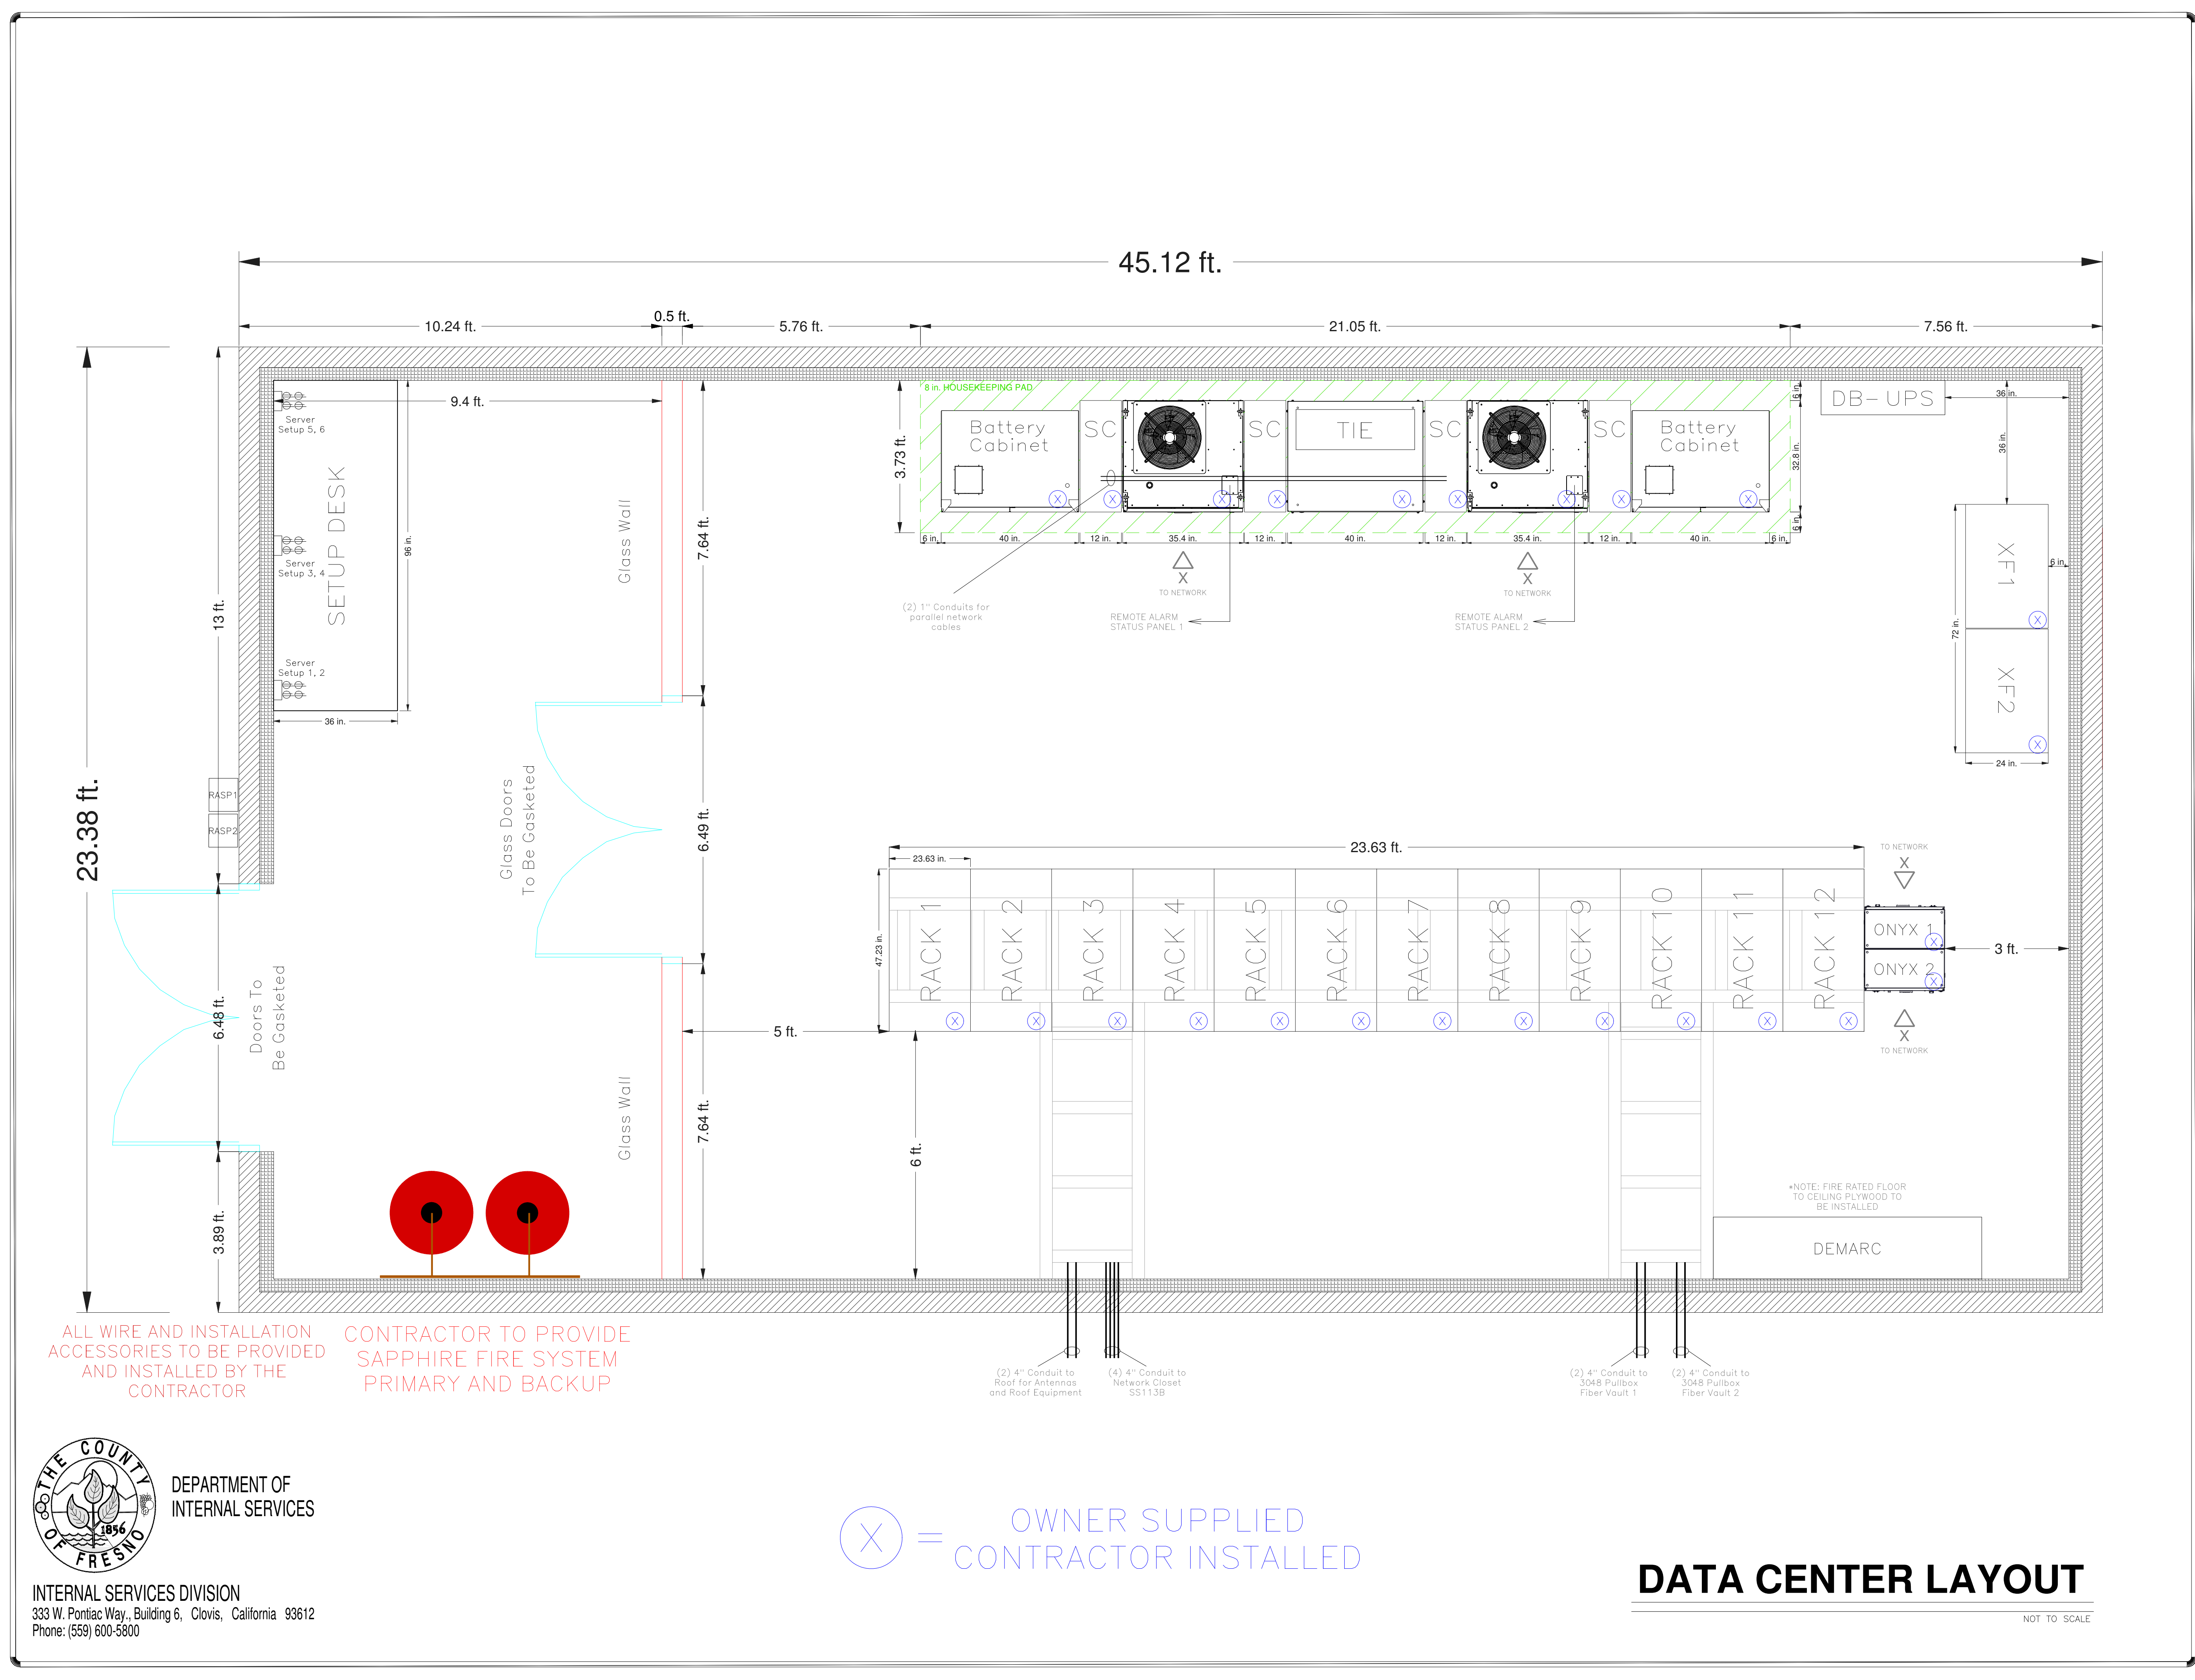 45.12 ft.
10.24 ft.
0.5 ft.
5.76 ft.
21.05 ft.
7.56 ft.
23.38 ft.
13 ft.
6.48 ft.
3.89 ft.
9.4 ft.
Server
Setup 5, 6
Server
Setup 3, 4
Server
Setup 1, 2
SETUP DESK
96 in.
36 in.
RASP1
RASP2
Doors To
Be Gasketed
Glass Doors
To Be Gasketed
Glass Wall
Glass Wall
7.64 ft.
6.49 ft.
7.64 ft.
8 in. HOUSEKEEPING PAD
3.73 ft.
Battery
Cabinet
SC
SC
TIE
SC
SC
Battery
Cabinet
X
X
X
X
X
X
X
X
X
6 in.
40 in.
12 in.
35.4 in.
12 in.
40 in.
12 in.
35.4 in.
12 in.
40 in.
6 in.
6 in.
32.8 in.
6 in.
(2) 1" Conduits for
parallel network
cables
X
TO NETWORK
REMOTE ALARM
STATUS PANEL 1
X
TO NETWORK
REMOTE ALARM
STATUS PANEL 2
DB-UPS
36 in.
36 in.
XF1
X
XF2
X
6 in.
72 in.
24 in.
23.63 ft.
23.63 in.
47.23 in.
RACK 1
RACK 2
RACK 3
RACK 4
RACK 5
RACK 6
RACK 7
RACK 8
RACK 9
RACK 10
RACK 11
RACK 12
X
X
X
X
X
X
X
X
X
X
X
X
TO NETWORK
X
ONYX 1
X
ONYX 2
X
X
TO NETWORK
3 ft.
5 ft.
6 ft.
*NOTE: FIRE RATED FLOOR
TO CEILING PLYWOOD TO
BE INSTALLED
DEMARC
(2) 4" Conduit to
Roof for Antennas
and Roof Equipment
(4) 4" Conduit to
Network Closet
SS113B
(2) 4" Conduit to
3048 Pullbox
Fiber Vault 1
(2) 4" Conduit to
3048 Pullbox
Fiber Vault 2
ALL WIRE AND INSTALLATION
ACCESSORIES TO BE PROVIDED
AND INSTALLED BY THE
CONTRACTOR
CONTRACTOR TO PROVIDE
SAPPHIRE FIRE SYSTEM
PRIMARY AND BACKUP
THE COUNTY
OF FRESNO
1856
DEPARTMENT OF
INTERNAL SERVICES
INTERNAL SERVICES DIVISION
333 W. Pontiac Way., Building 6, Clovis, California 93612
Phone: (559) 600-5800
X = OWNER SUPPLIED
CONTRACTOR INSTALLED
DATA CENTER LAYOUT
NOT TO SCALE